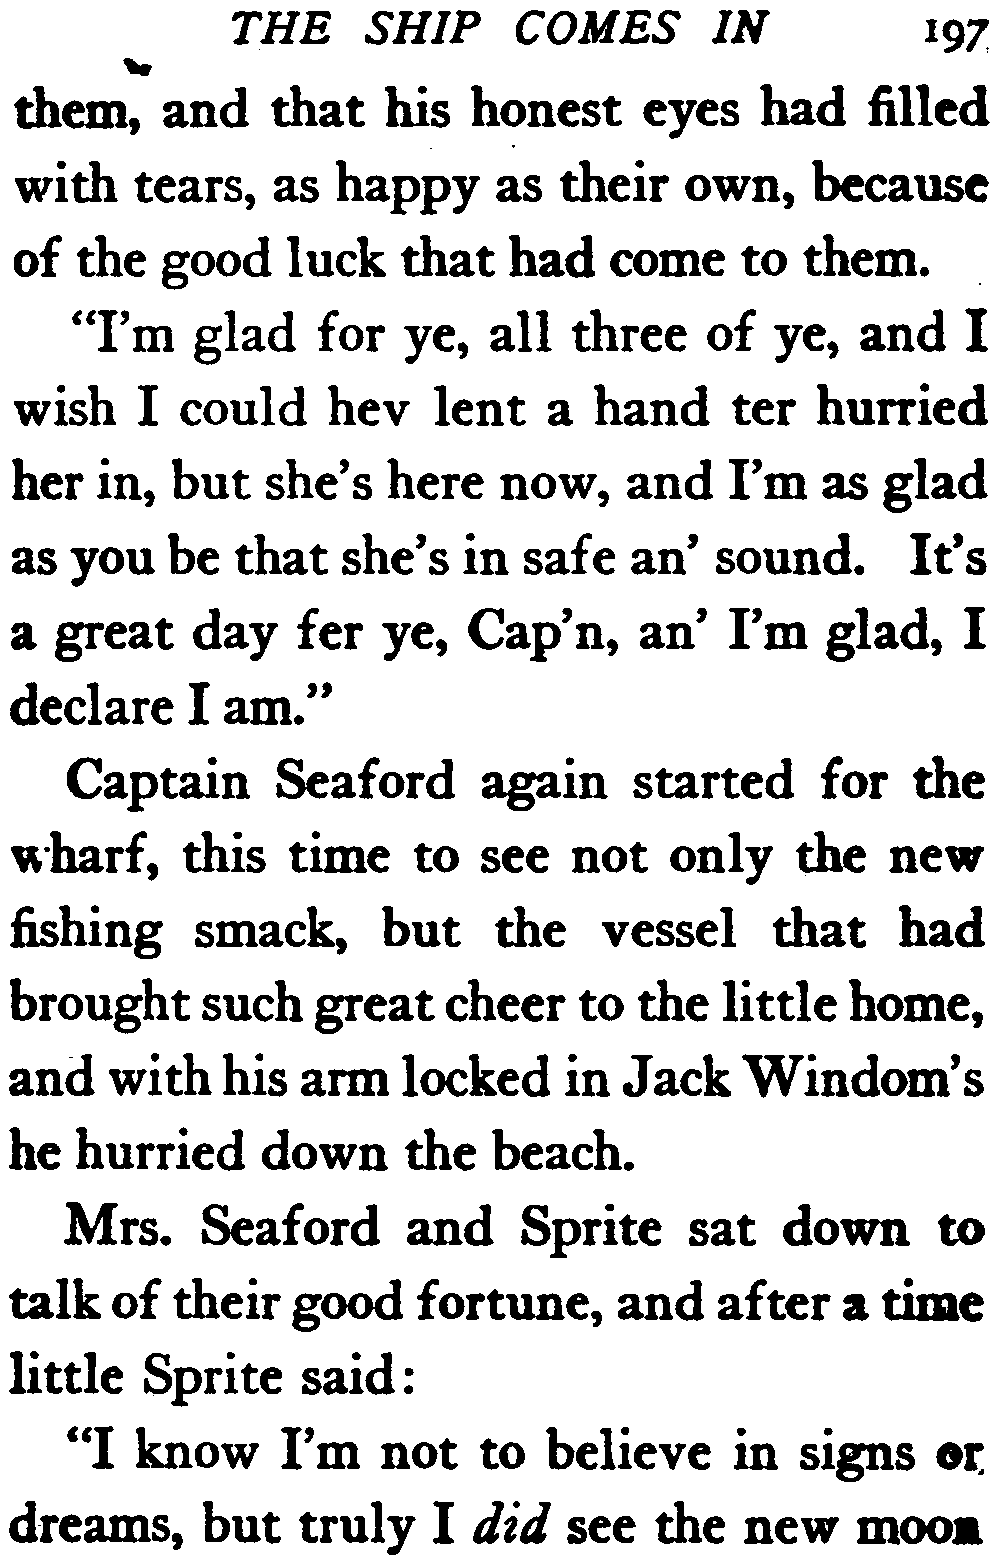 THE SHIP COMES IN 197
them, and that his honest eyes had filled
with tears, as happy as their own, because
of the good luck that had come to them.
"I'm glad for ye, all three of ye, and I
wish I could hev lent a hand ter hurried
her in, but she's here now, and I'm as glad
as you be that she's in safe an' sound. It's
a great day fer ye, Cap'n, an' I'm glad, I
declare I am."
Captain Seaford again started for the
wharf, this time to see not only the new
fishing smack, but the vessel that had
brought such great cheer to the little home,
and with his arm locked in Jack Windom's
he hurried down the beach.
Mrs. Seaford and Sprite sat down to
talk of their good fortune, and after a time
little Sprite said:
"I know I'm not to believe in signs or
dreams, but truly I did see the new moon